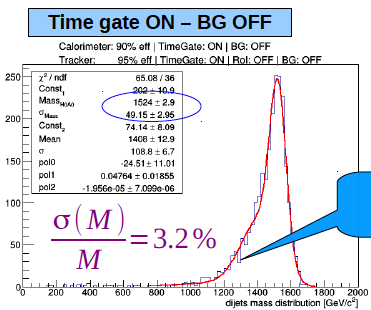 Time gate ON – BG OFF
Calorimeter: 90% eff | TimeGate: ON | BG: OFF
Tracker: 95% eff | TimeGate: ON | RoI: OFF | BG: OFF
χ² / ndf 65.08 / 36
Const₁ 202 ± 10.9
Mass_H0A0 1524 ± 2.9
σ_Mass 49.15 ± 2.95
Const₂ 74.14 ± 8.09
Mean 1408 ± 12.9
σ 108.8 ± 6.7
pol0 -24.51 ± 11.01
pol1 0.04764 ± 0.01855
pol2 -1.956e-05 ± 7.099e-06
σ(M)/M = 3.2%
250
200
150
100
50
0
0 200 400 600 800 1000 1200 1400 1600 1800 2000
dijets mass distribution [GeV/c²]